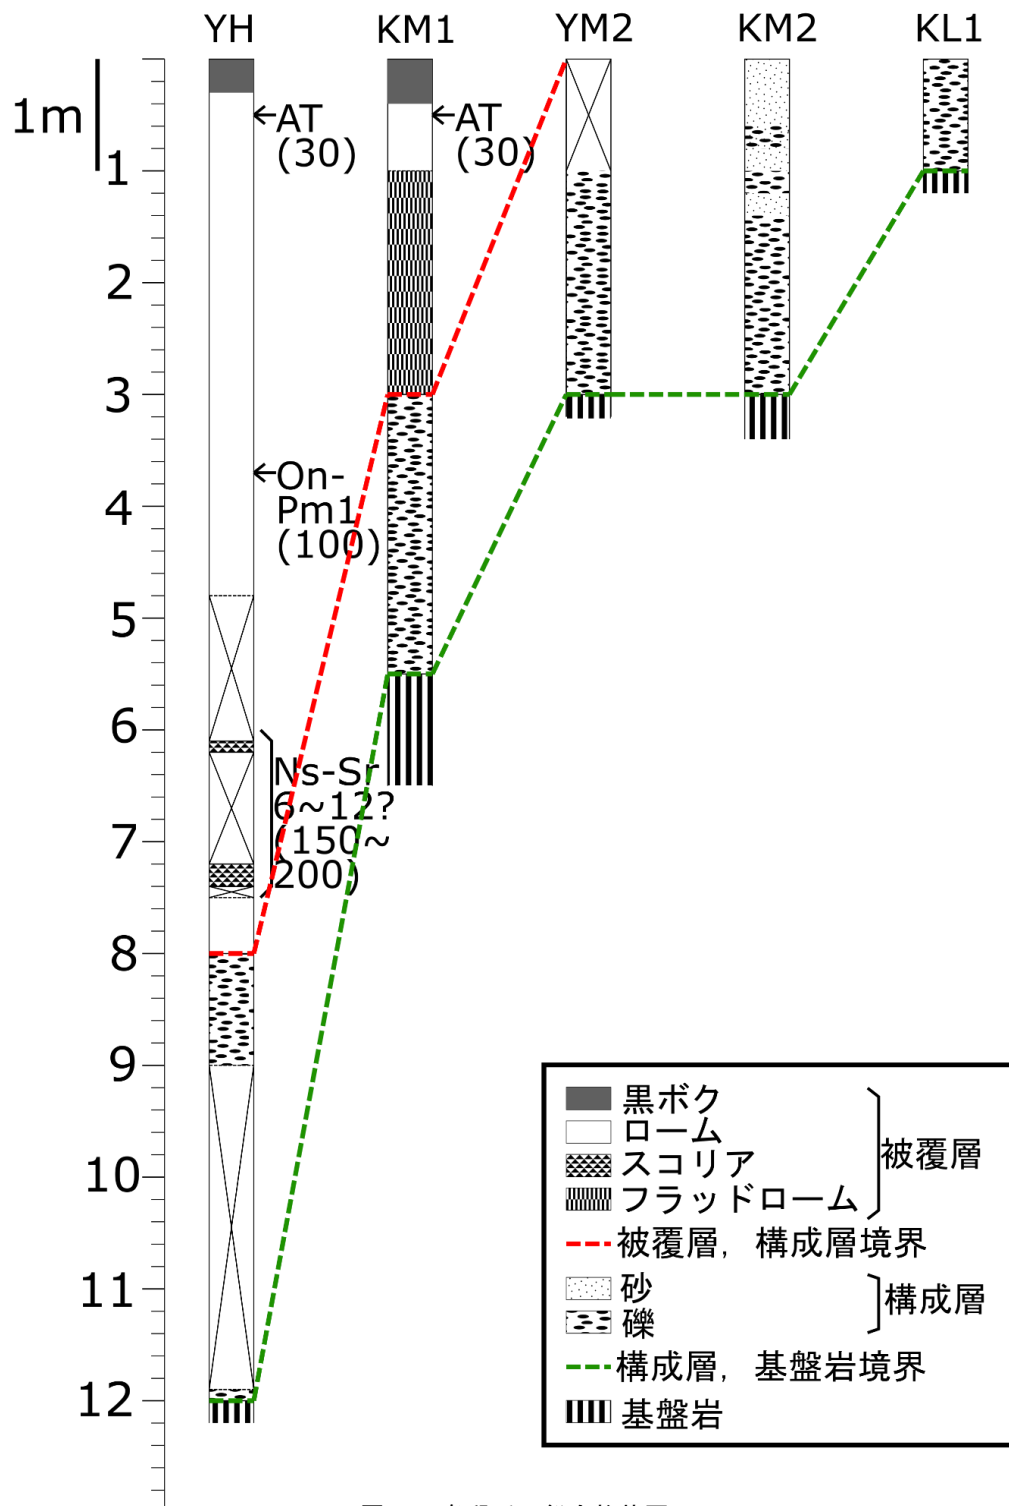 YH KM1 YM2 KM2 KL1
1m
←AT
(30)
←AT
(30)
1
2
3
←On-
Pm1
(100)
4
5
6
Ns-Sr
6~12?
(150~
200)
7
8
9
10
11
12
黒ボク
ローム
スコリア
フラッドローム
被覆層
被覆層, 構成層境界
砂
礫
構成層
構成層, 基盤岩境界
基盤岩